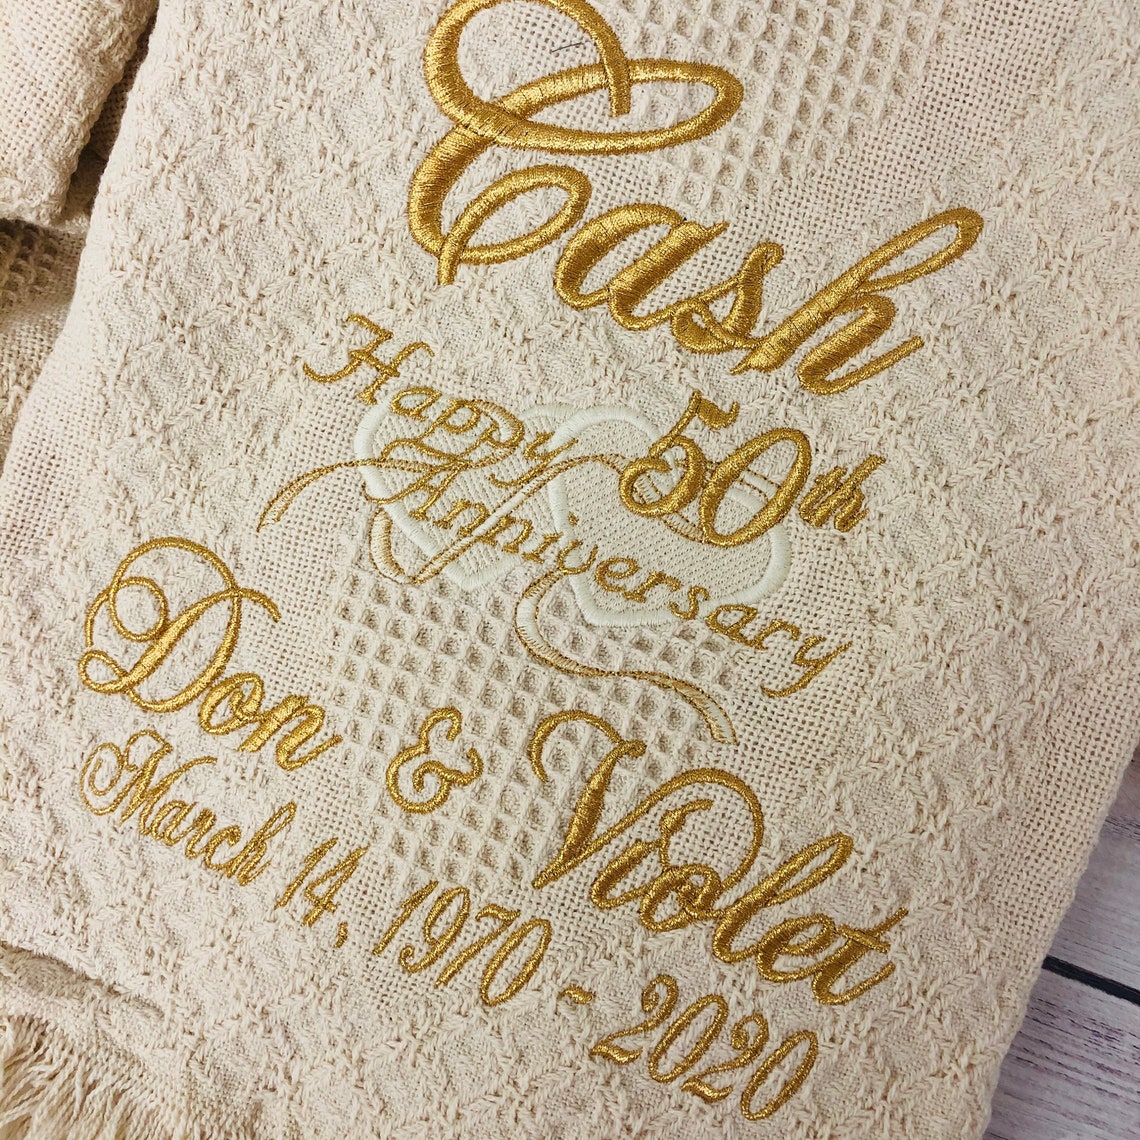 Cash
Happy 50th
Anniversary
Don & Violet
March 14, 1970 - 2020